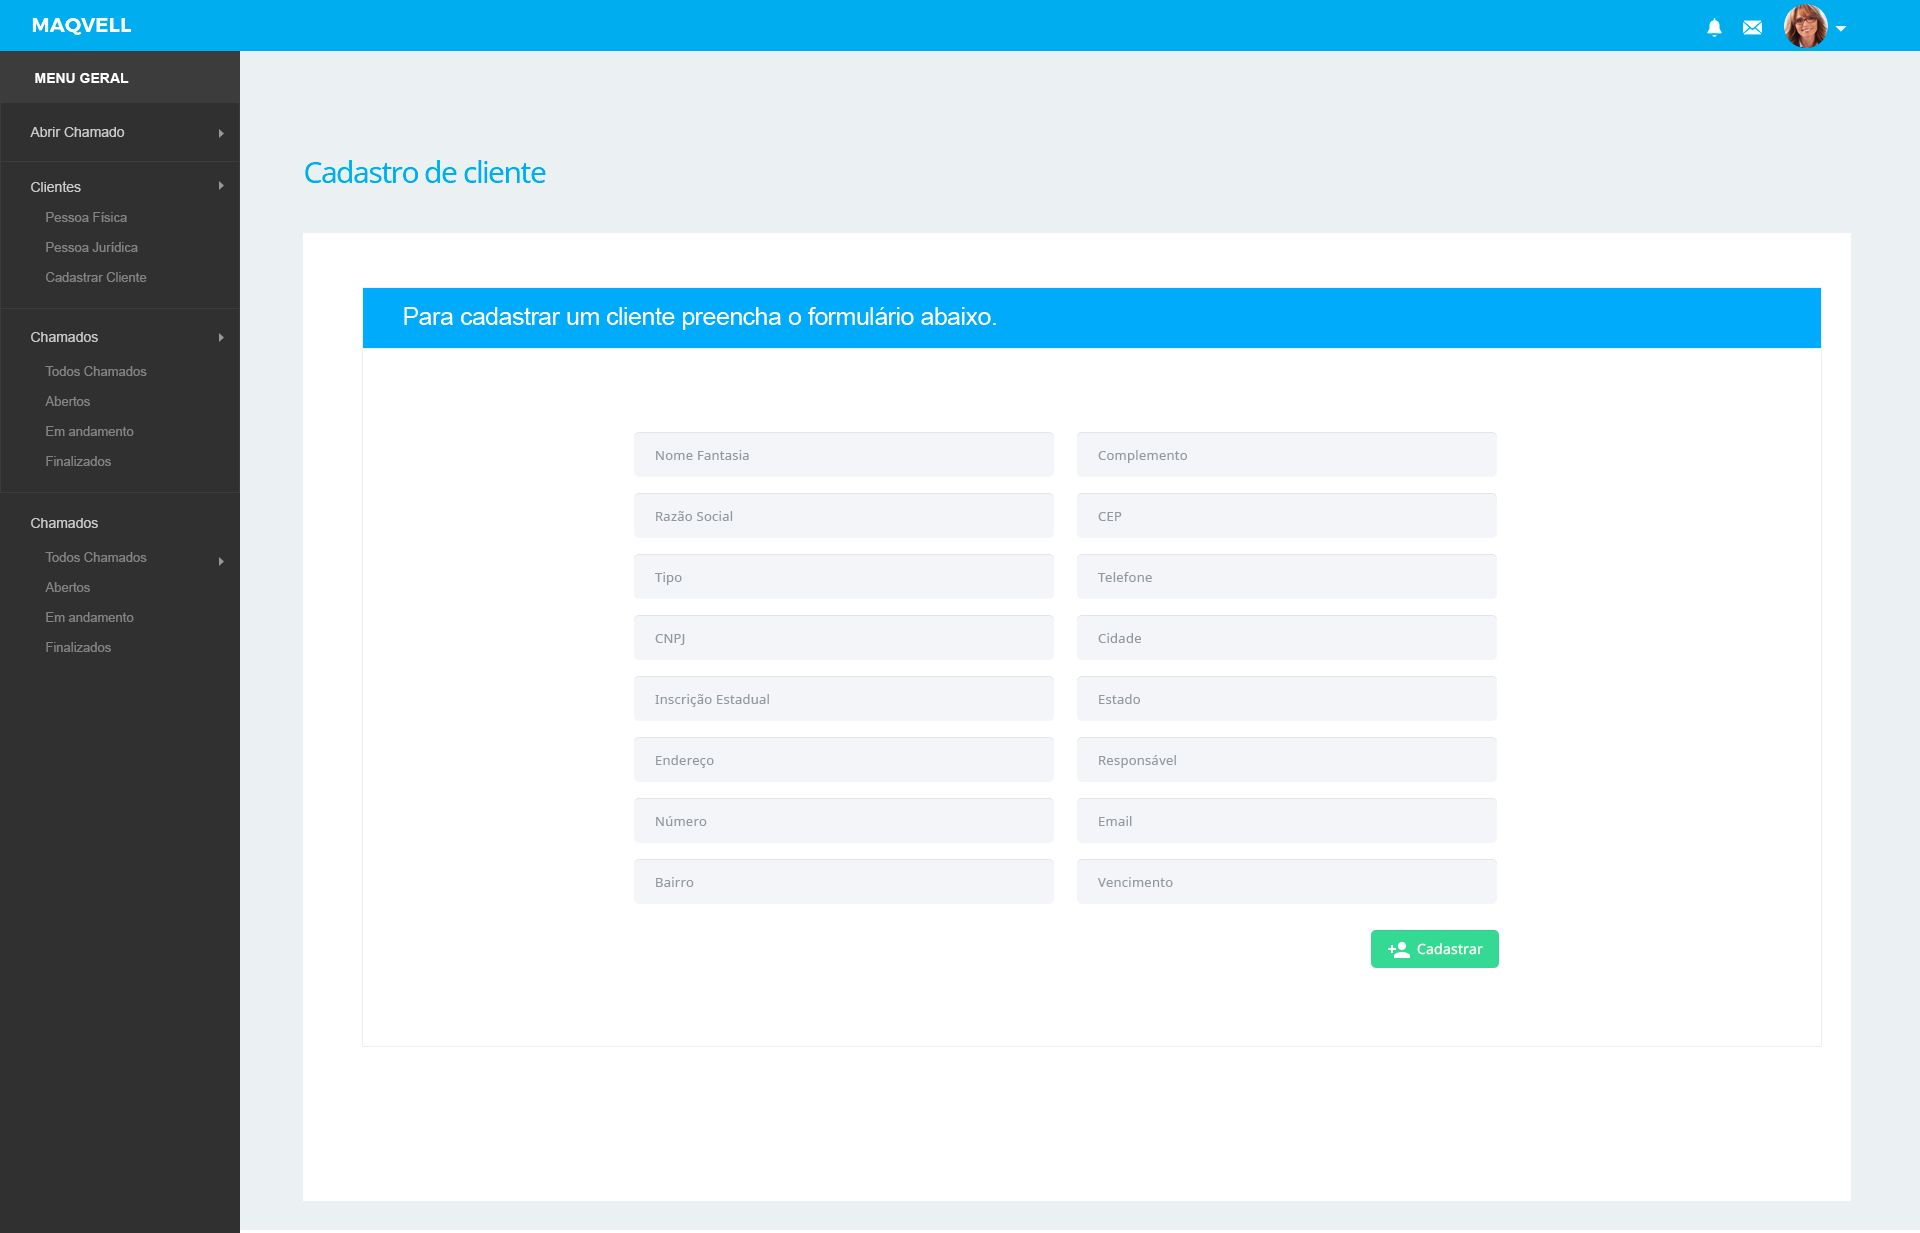 MAQVELL
MENU GERAL
Abrir Chamado
Clientes
Pessoa Física
Pessoa Jurídica
Cadastrar Cliente
Chamados
Todos Chamados
Abertos
Em andamento
Finalizados
Chamados
Todos Chamados
Abertos
Em andamento
Finalizados
Cadastro de cliente
Para cadastrar um cliente preencha o formulário abaixo.
Nome Fantasia
Complemento
Razão Social
CEP
Tipo
Telefone
CNPJ
Cidade
Inscrição Estadual
Estado
Endereço
Responsável
Número
Email
Bairro
Vencimento
Cadastrar